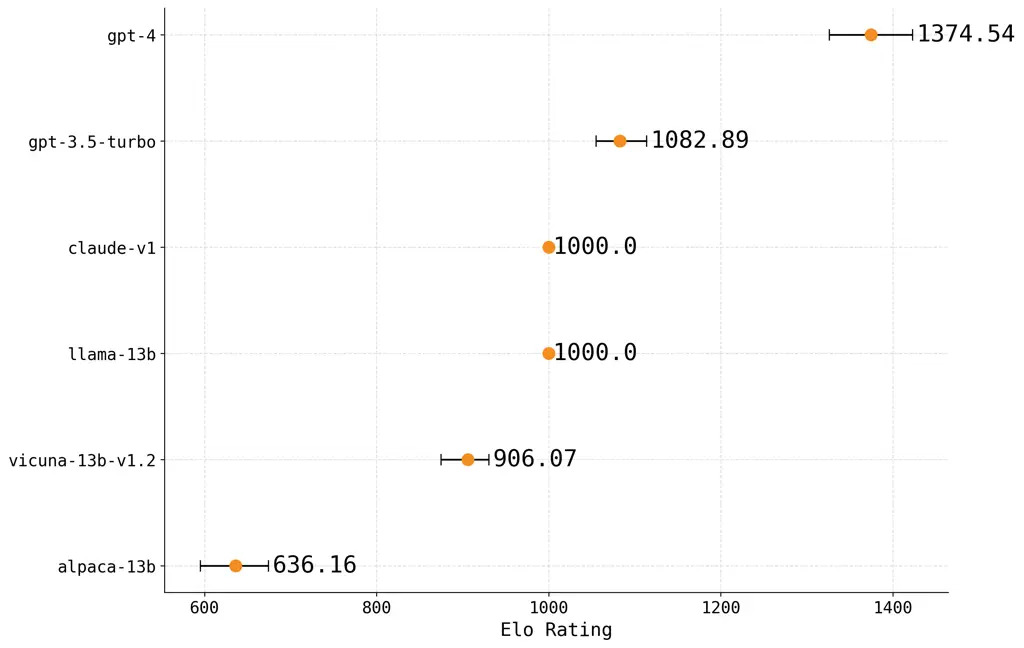 gpt-4 1374.54
gpt-3.5-turbo 1082.89
claude-v1 1000.0
llama-13b 1000.0
vicuna-13b-v1.2 906.07
alpaca-13b 636.16
600 800 1000 1200 1400
Elo Rating